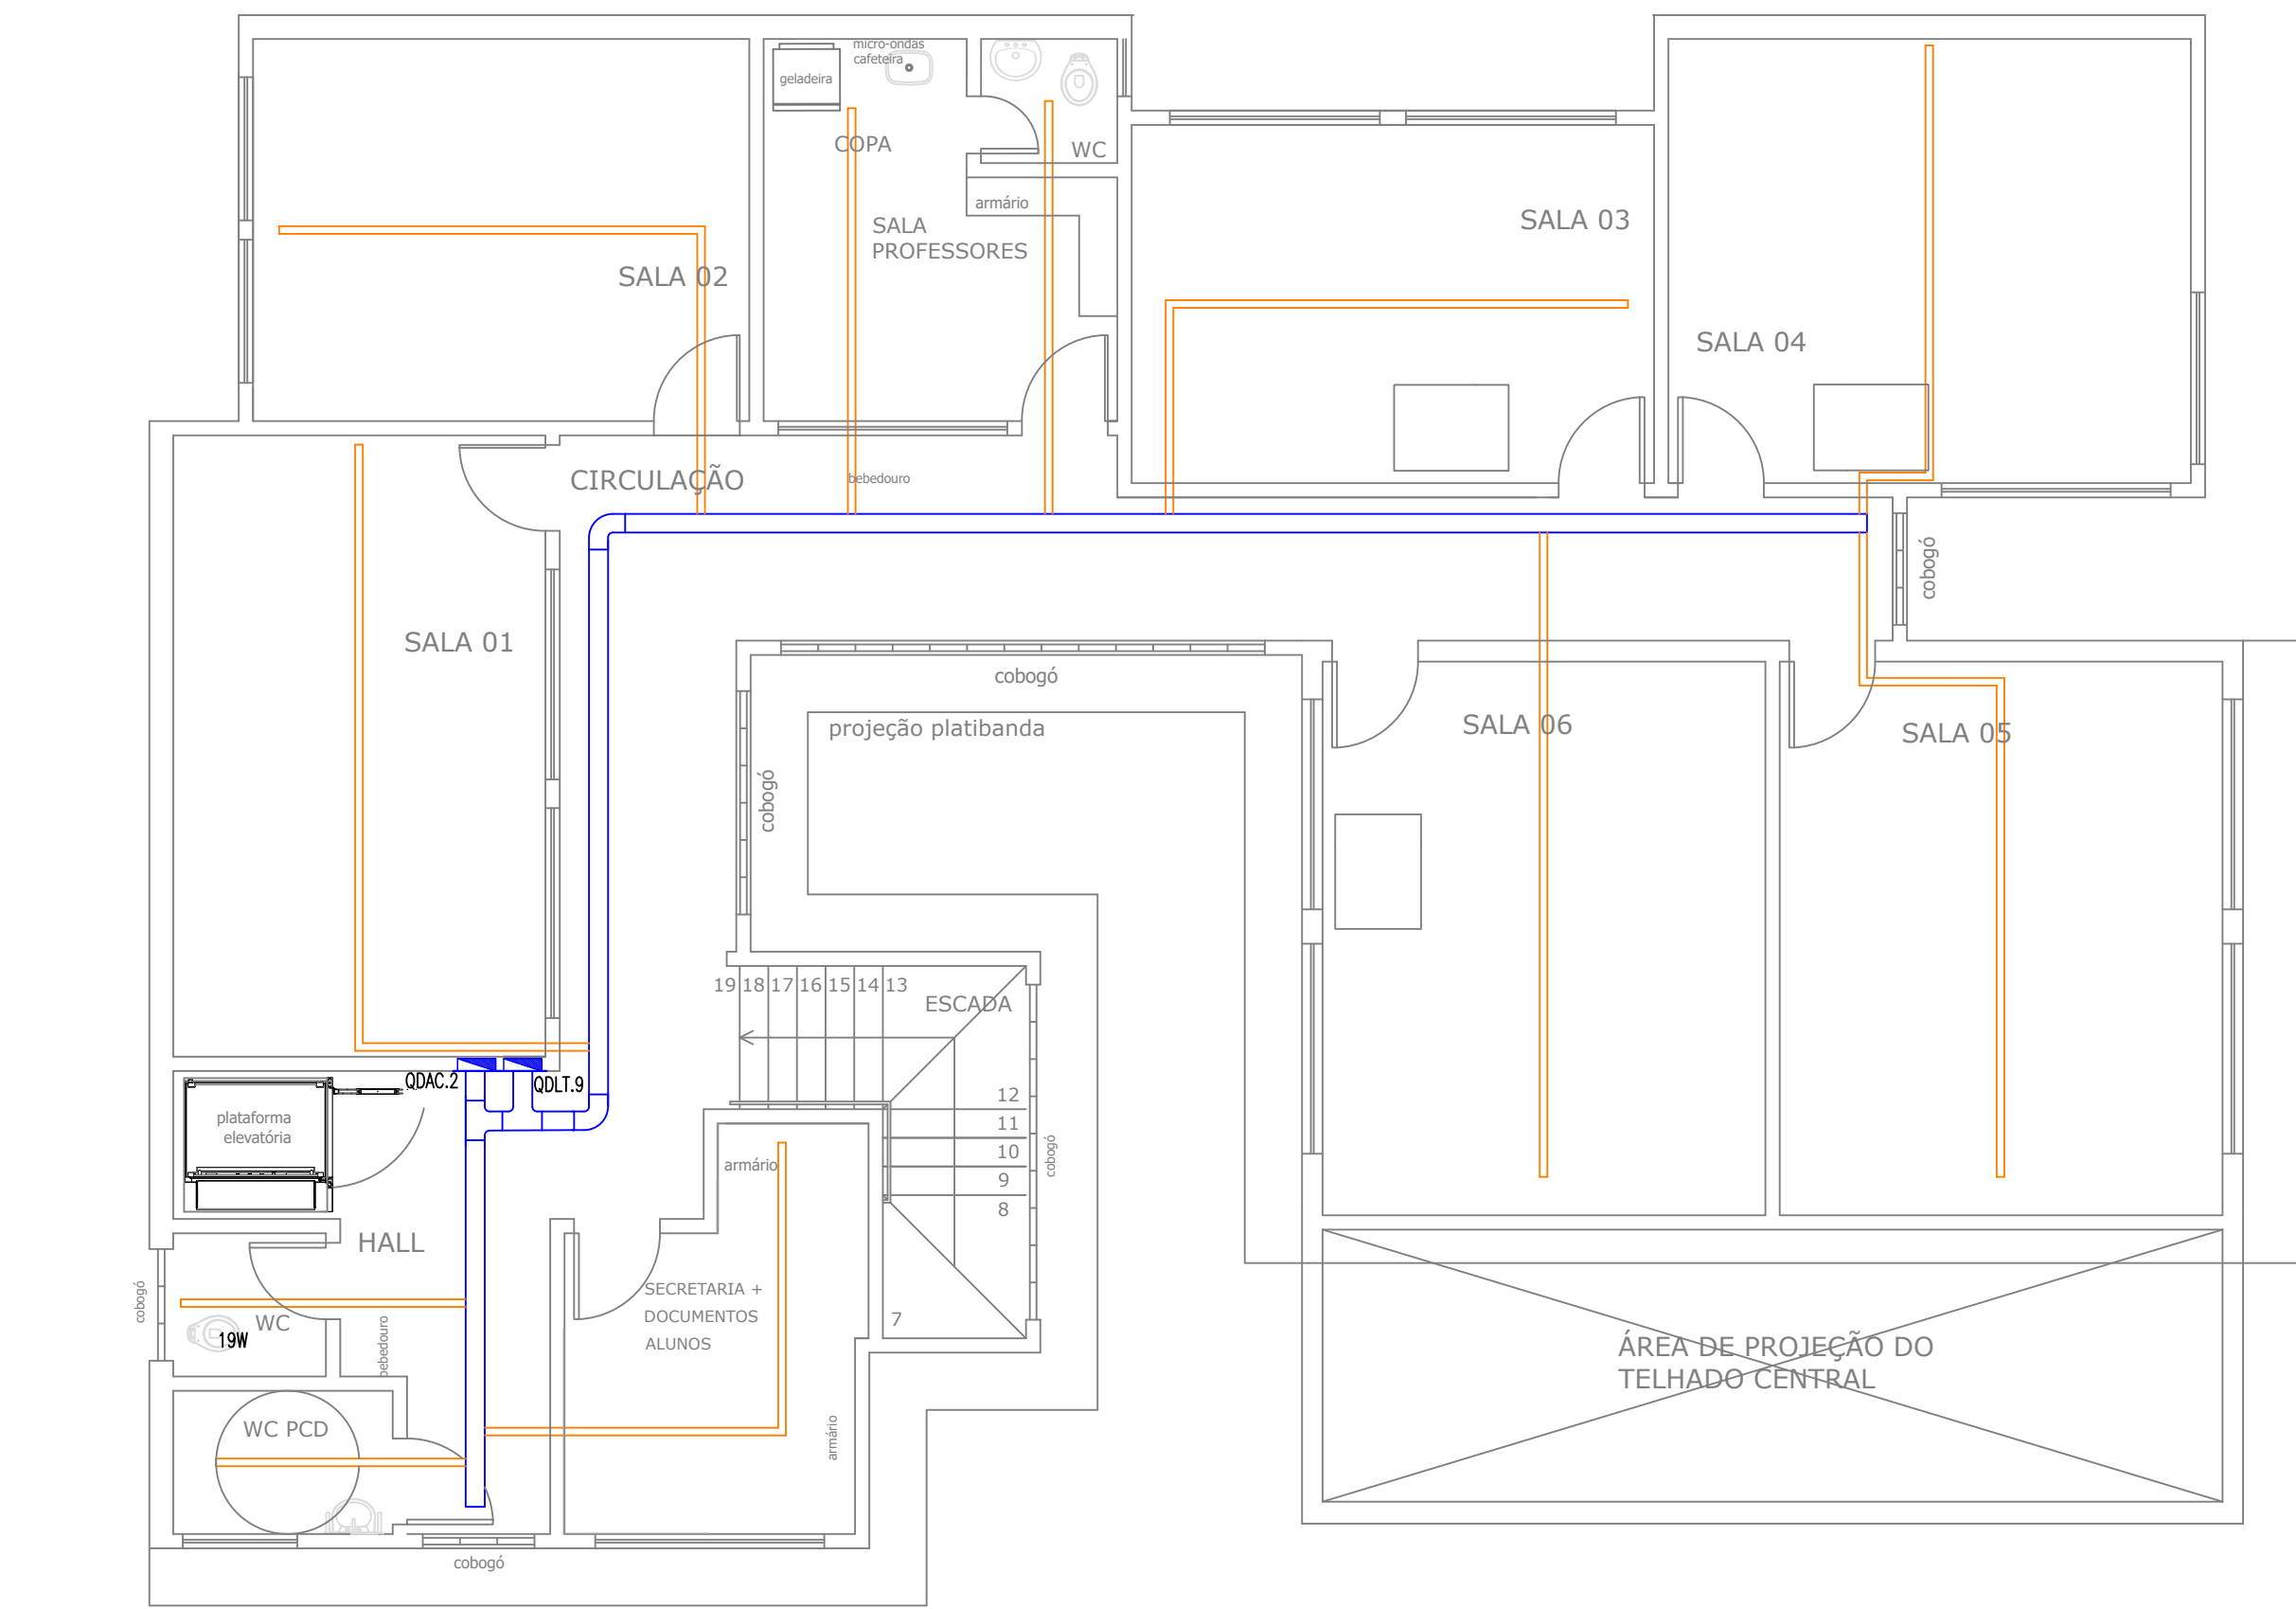 micro-ondas
cafeteira
geladeira
COPA
WC
armário
SALA
PROFESSORES
SALA 02
SALA 03
SALA 04
CIRCULAÇÃO
bebedouro
cobogó
SALA 01
cobogó
projeção platibanda
cobogó
SALA 06
SALA 05
19 18 17 16 15 14 13
ESCADA
QDAC.2
QDLT.9
12
11
10
9
8
7
plataforma
elevatória
armário
cobogó
HALL
cobogó
WC
19W
bebedouro
SECRETARIA +
DOCUMENTOS
ALUNOS
armário
WC PCD
cobogó
ÁREA DE PROJEÇÃO DO
TELHADO CENTRAL